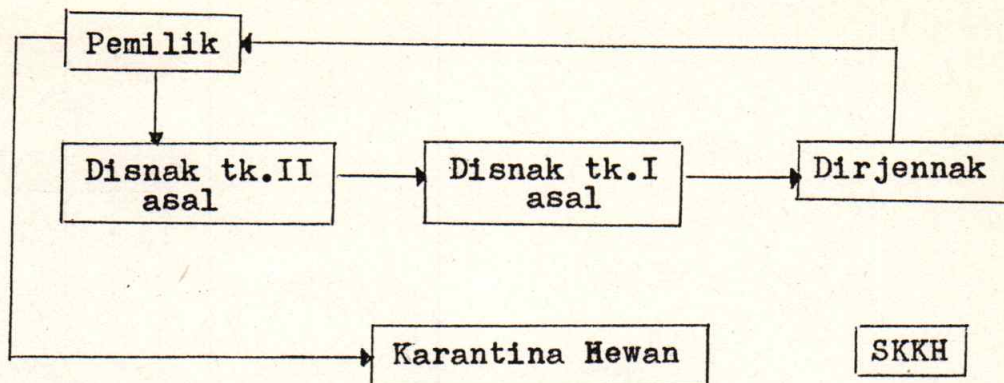 Pemilik
Disnak tk.II
asal
Disnak tk.I
asal
Dirjennak
Karantina Hewan
SKKH